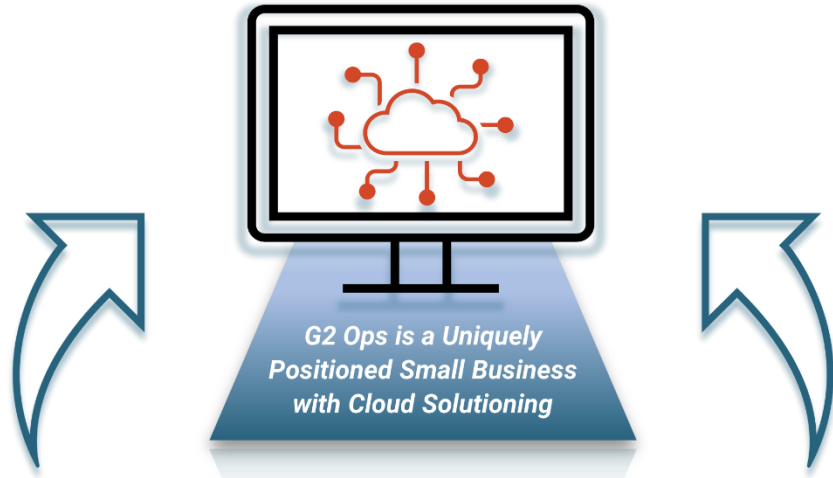 G2 Ops is a Uniquely
Positioned Small Business
with Cloud Solutioning